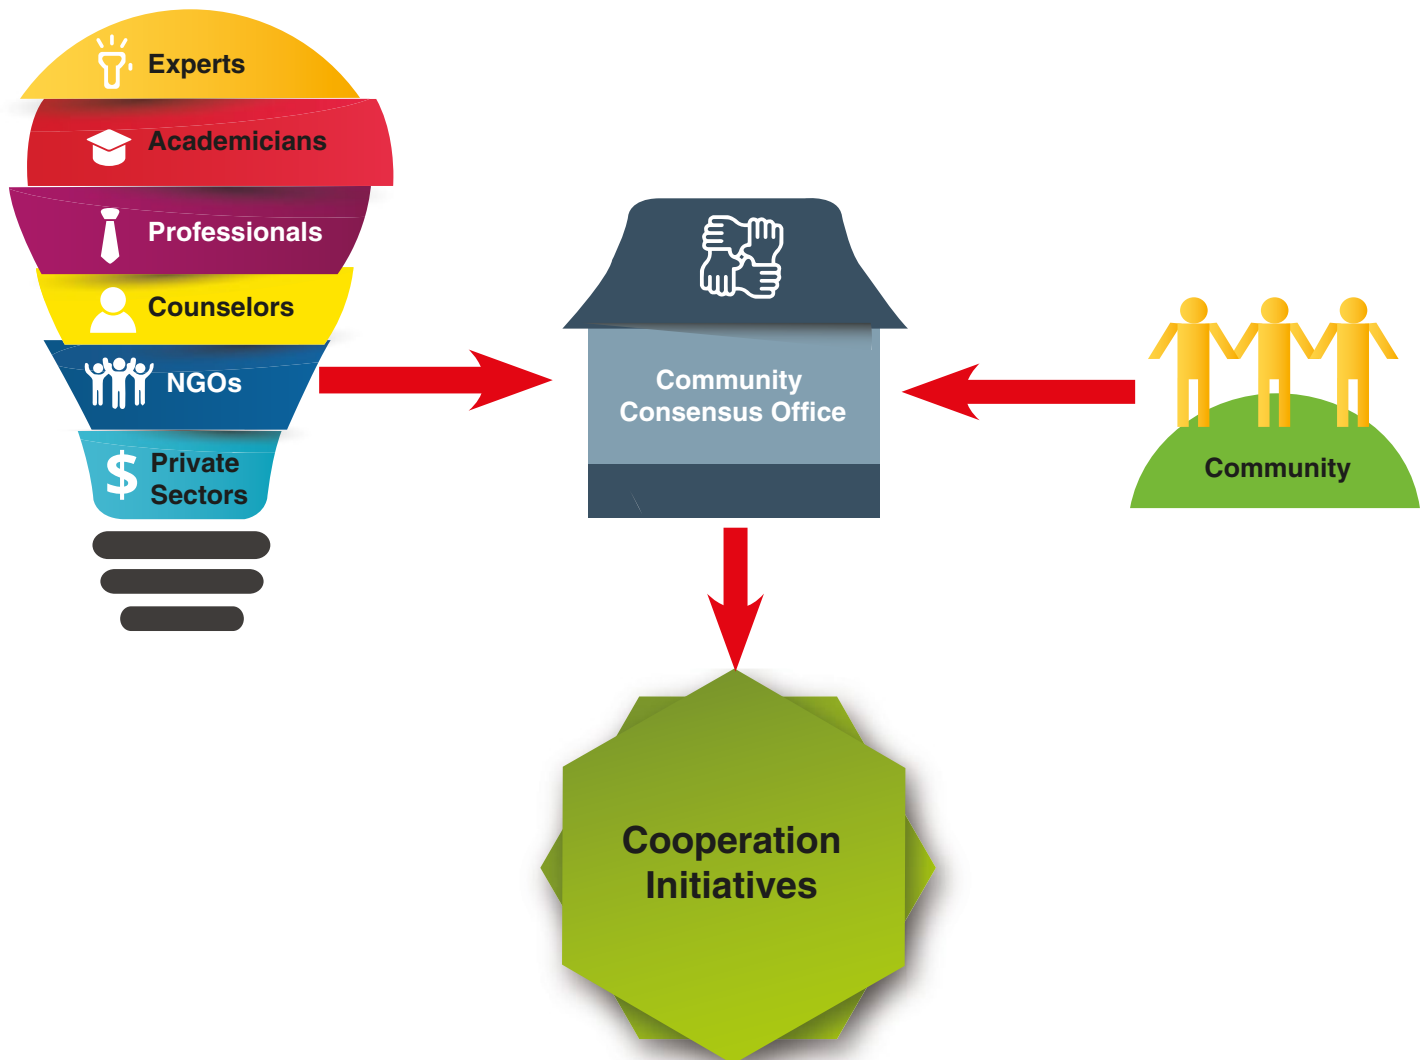 Experts
Academicians
Professionals
Counselors
NGOs
Private
Sectors
Community
Consensus Office
Community
Cooperation
Initiatives